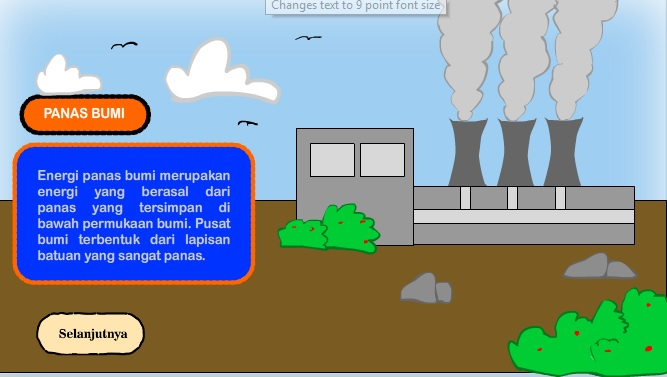 Changes text to 9 point font size
PANAS BUMI
Energi panas bumi merupakan
energi yang berasal dari
panas yang tersimpan di
bawah permukaan bumi. Pusat
bumi terbentuk dari lapisan
batuan yang sangat panas.
Selanjutnya